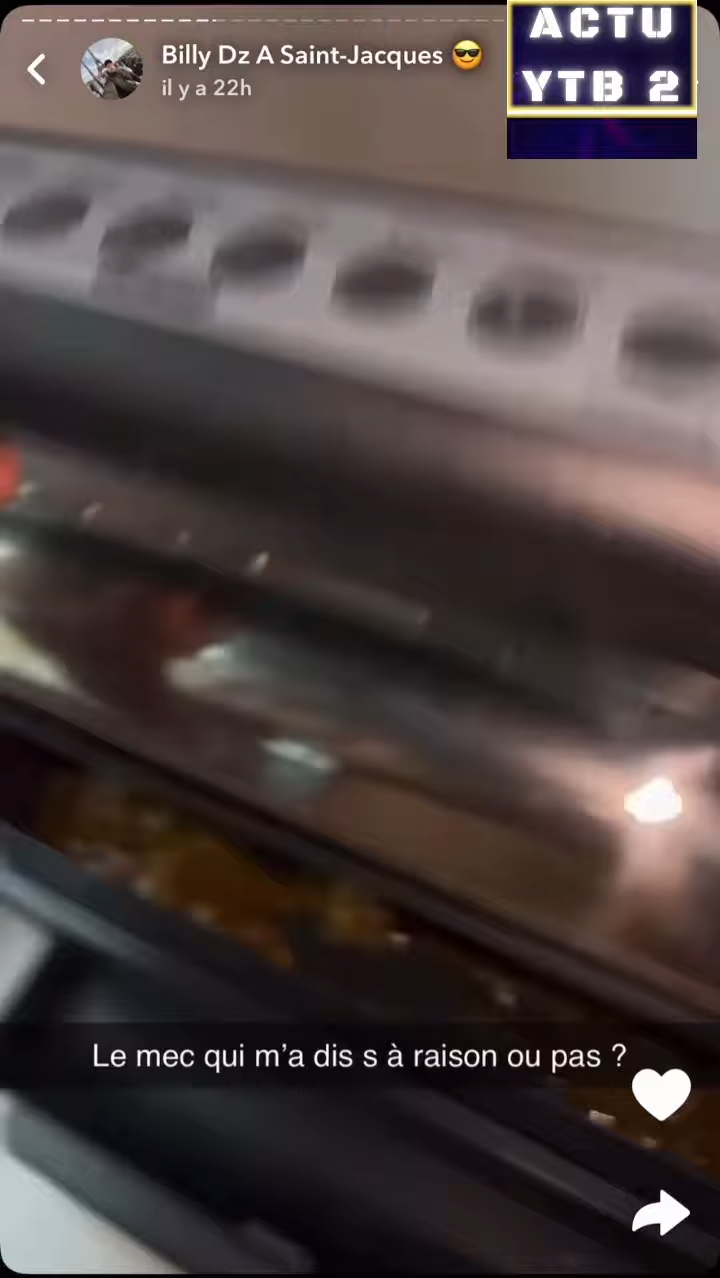 Billy Dz A Saint-Jacques 😎
il y a 22h
ACTU
YTB 2
Le mec qui m'a dis s à raison ou pas ?